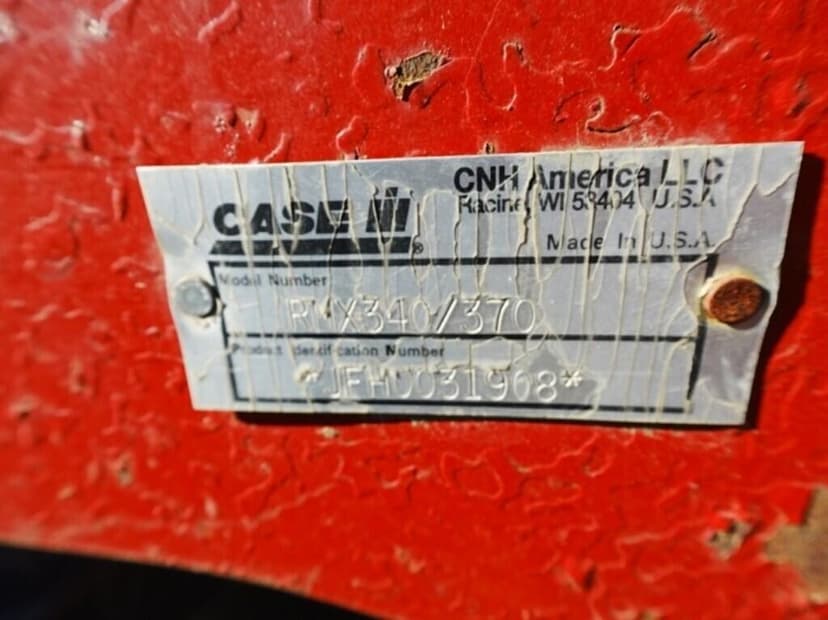 CASE IH®
CNH America LLC
Racine, WI 53404 U.S.A
Made In U.S.A.
Model Number
RMX340/370
Product Identification Number
*JFH0031968*